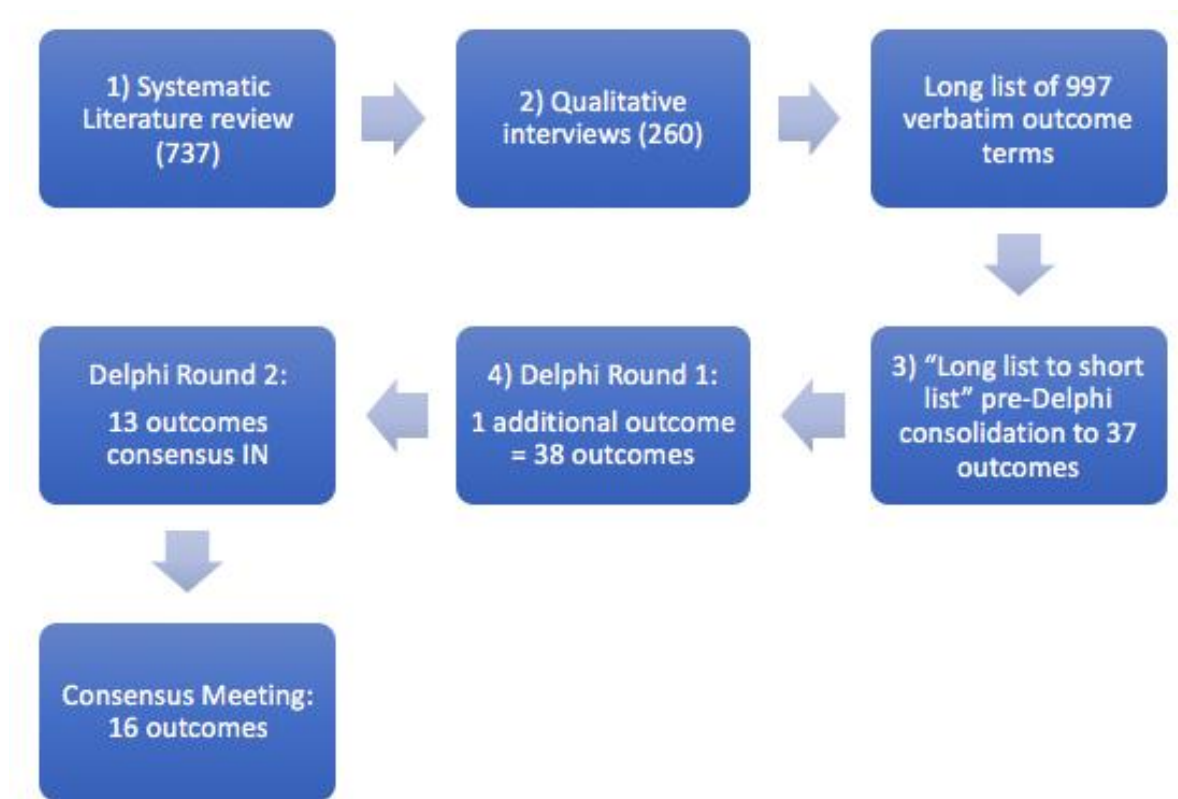 1) Systematic
Literature review
(737)
2) Qualitative
interviews (260)
Long list of 997
verbatim outcome
terms
3) “Long list to short
list” pre-Delphi
consolidation to 37
outcomes
4) Delphi Round 1:
1 additional outcome
= 38 outcomes
Delphi Round 2:
13 outcomes
consensus IN
Consensus Meeting:
16 outcomes